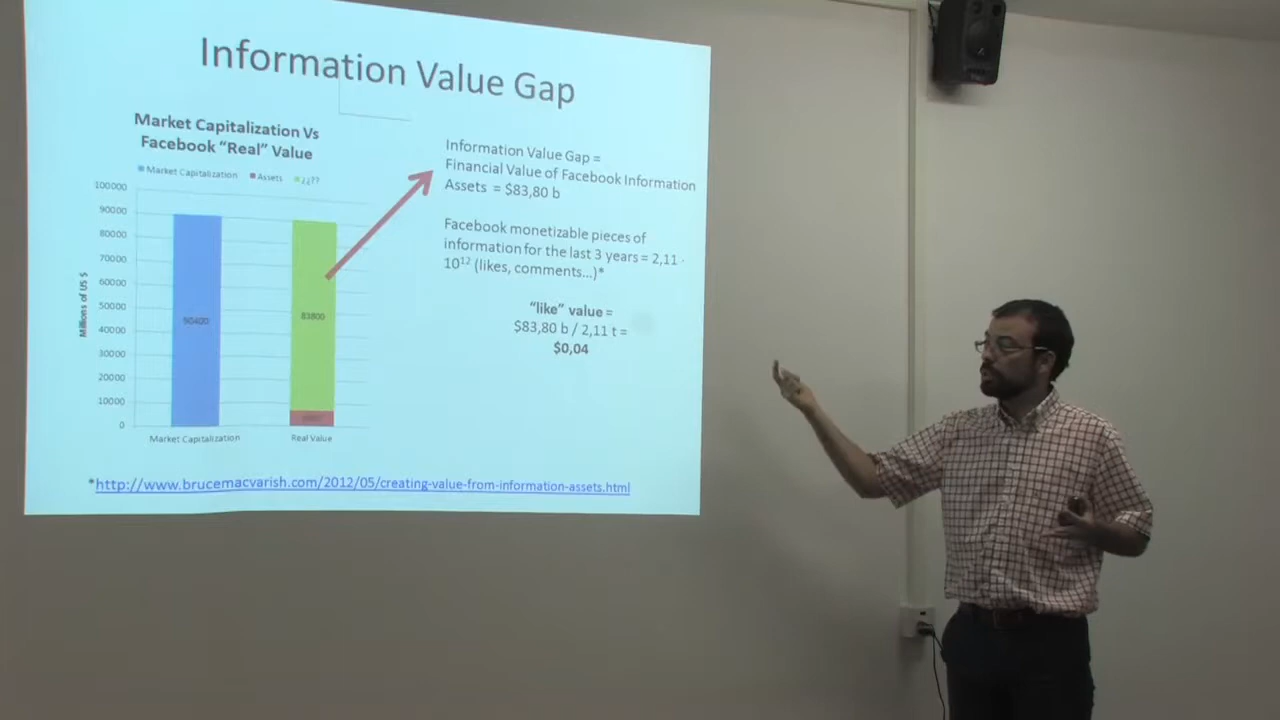 Information Value Gap
Market Capitalization Vs
Facebook “Real” Value
Market Capitalization Assets ¿¿??
100000
90000
80000
70000
60000
50000
40000
30000
20000
10000
0
Millions of US $
90400
83800
Market Capitalization Real Value
Information Value Gap =
Financial Value of Facebook Information
Assets = $83,80 b
Facebook monetizable pieces of
information for the last 3 years = 2,11 ·
10¹² (likes, comments...)*
“like” value =
$83,80 b / 2,11 t =
$0,04
*http://www.brucemacvarish.com/2012/05/creating-value-from-information-assets.html